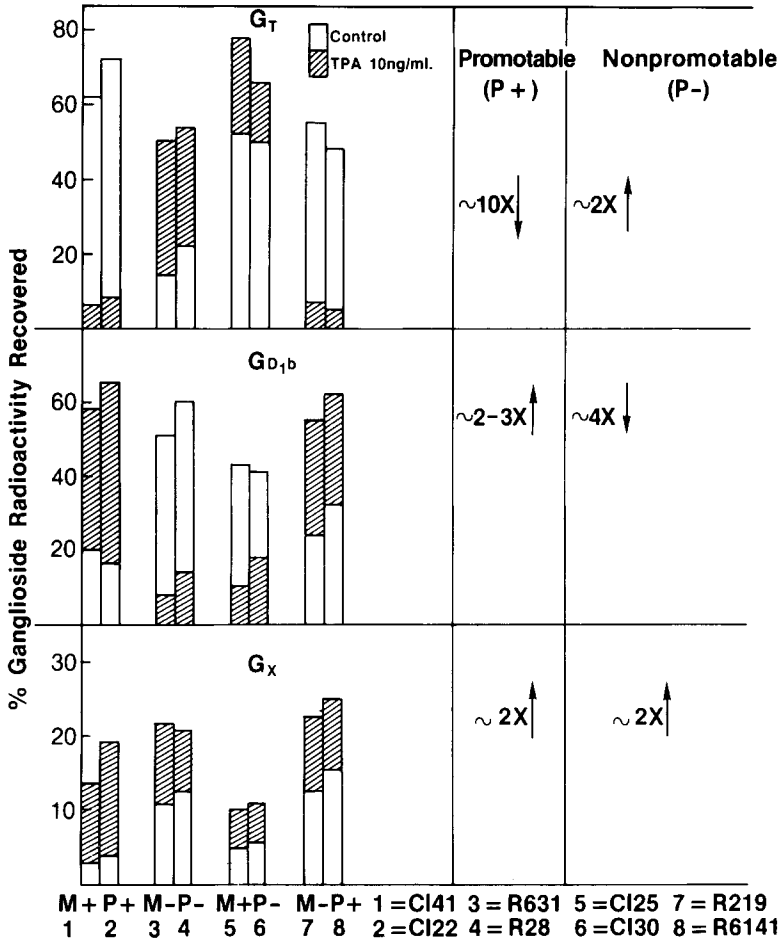 % Ganglioside Radioactivity Recovered
80
60
40
20
G_T
Control
TPA 10ng/ml.
Promotable
(P+)
Nonpromotable
(P-)
~10X
~2X
60
40
20
G_D1b
~2-3X
~4X
30
20
10
G_X
~2X
~2X
M+P+ M-P- M+P- M-P+ 1=Cl41 3=R631 5=Cl25 7=R219
1 2 3 4 5 6 7 8 2=Cl22 4=R28 6=Cl30 8=R6141